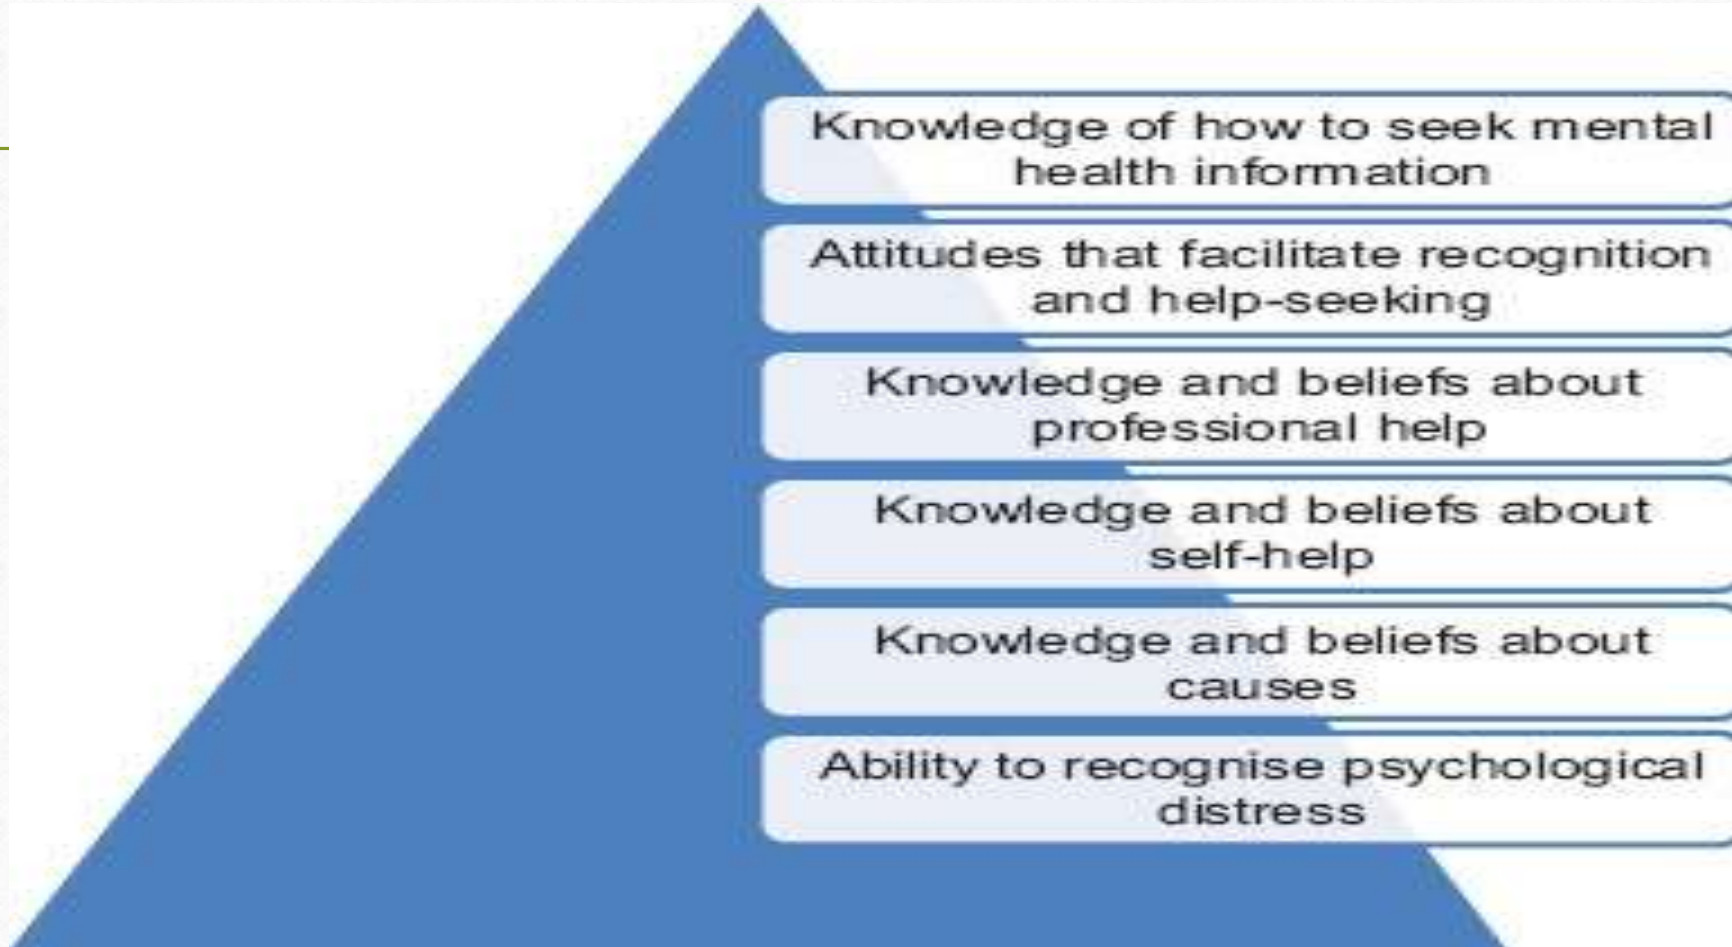 Knowledge of how to seek mental
health information
Attitudes that facilitate recognition
and help-seeking
Knowledge and beliefs about
professional help
Knowledge and beliefs about
self-help
Knowledge and beliefs about
causes
Ability to recognise psychological
distress